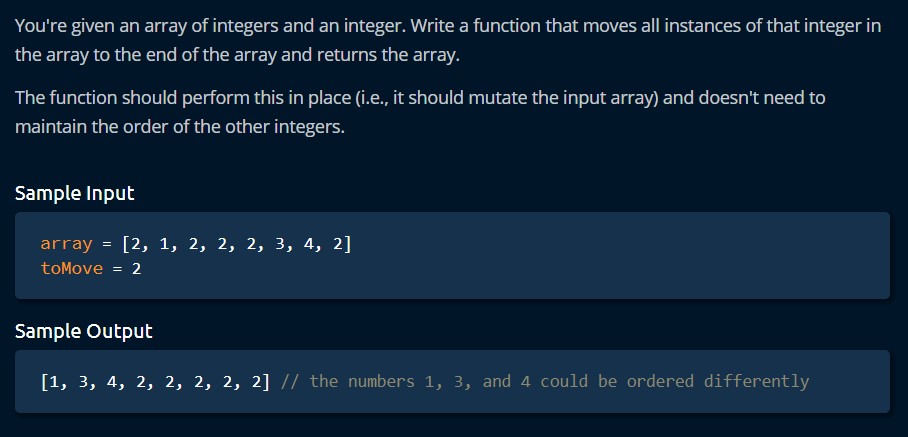 You're given an array of integers and an integer. Write a function that moves all instances of that integer in
the array to the end of the array and returns the array.
The function should perform this in place (i.e., it should mutate the input array) and doesn't need to
maintain the order of the other integers.
Sample Input
array = [2, 1, 2, 2, 2, 3, 4, 2]
toMove = 2
Sample Output
[1, 3, 4, 2, 2, 2, 2, 2] // the numbers 1, 3, and 4 could be ordered differently